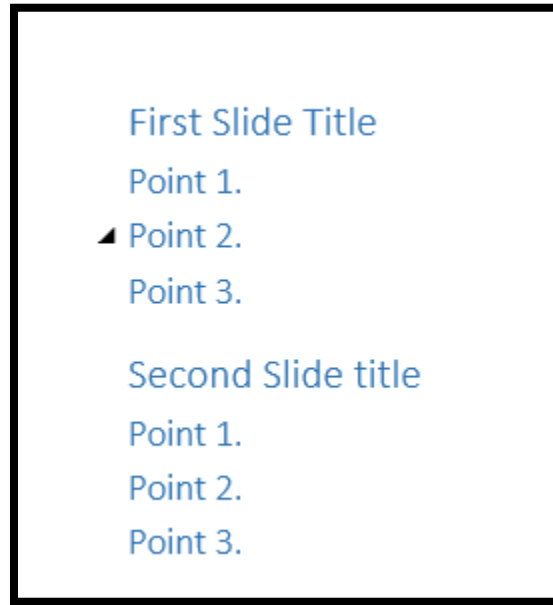 First Slide Title
Point 1.
Point 2.
Point 3.
Second Slide title
Point 1.
Point 2.
Point 3.